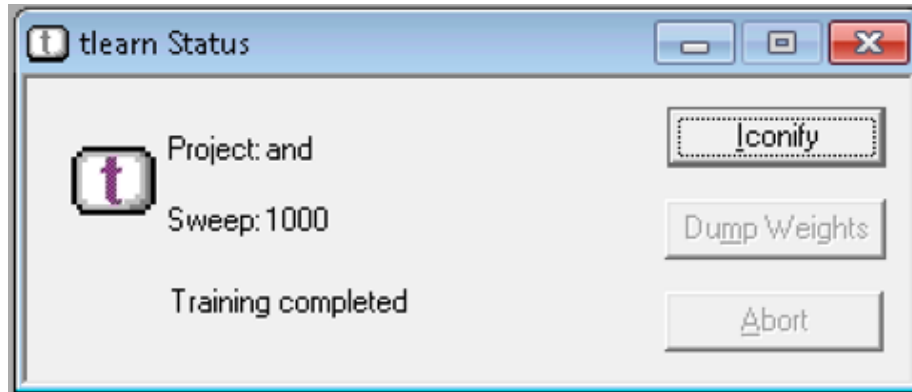 t tlearn Status
t
Project: and
Sweep: 1000
Training completed
Iconify
Dump Weights
Abort